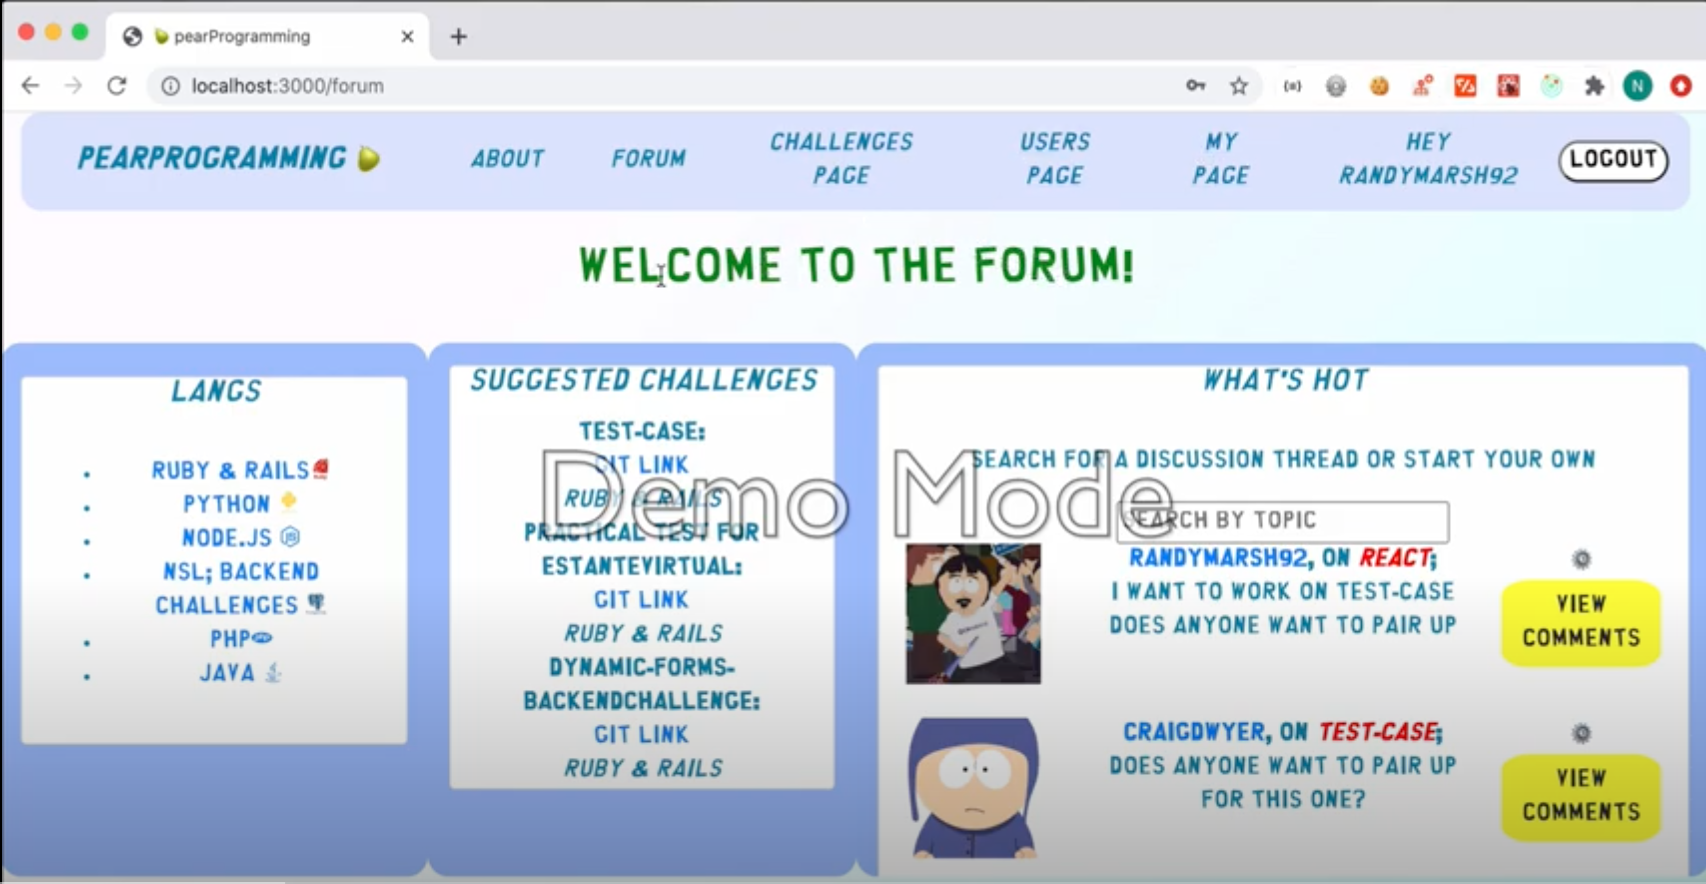 pearProgramming
localhost:3000/forum
N
PEARPROGRAMMING
ABOUT
FORUM
CHALLENGES
PAGE
USERS
PAGE
MY
PAGE
HEY
RANDYMARSH92
LOGOUT
WELCOME TO THE FORUM!
LANGS
RUBY & RAILS
PYTHON
NODE.JS
NSL; BACKEND
CHALLENGES
PHP
JAVA
SUGGESTED CHALLENGES
TEST-CASE:
GIT LINK
RUBY & RAILS
PRACTICAL TEST FOR
ESTANTEVIRTUAL:
GIT LINK
RUBY & RAILS
DYNAMIC-FORMS-
BACKENDCHALLENGE:
GIT LINK
RUBY & RAILS
Demo Mode
WHAT'S HOT
SEARCH FOR A DISCUSSION THREAD OR START YOUR OWN
SEARCH BY TOPIC
RANDYMARSH92, ON REACT;
I WANT TO WORK ON TEST-CASE
DOES ANYONE WANT TO PAIR UP
VIEW
COMMENTS
CRAIGDWYER, ON TEST-CASE;
DOES ANYONE WANT TO PAIR UP
FOR THIS ONE?
VIEW
COMMENTS